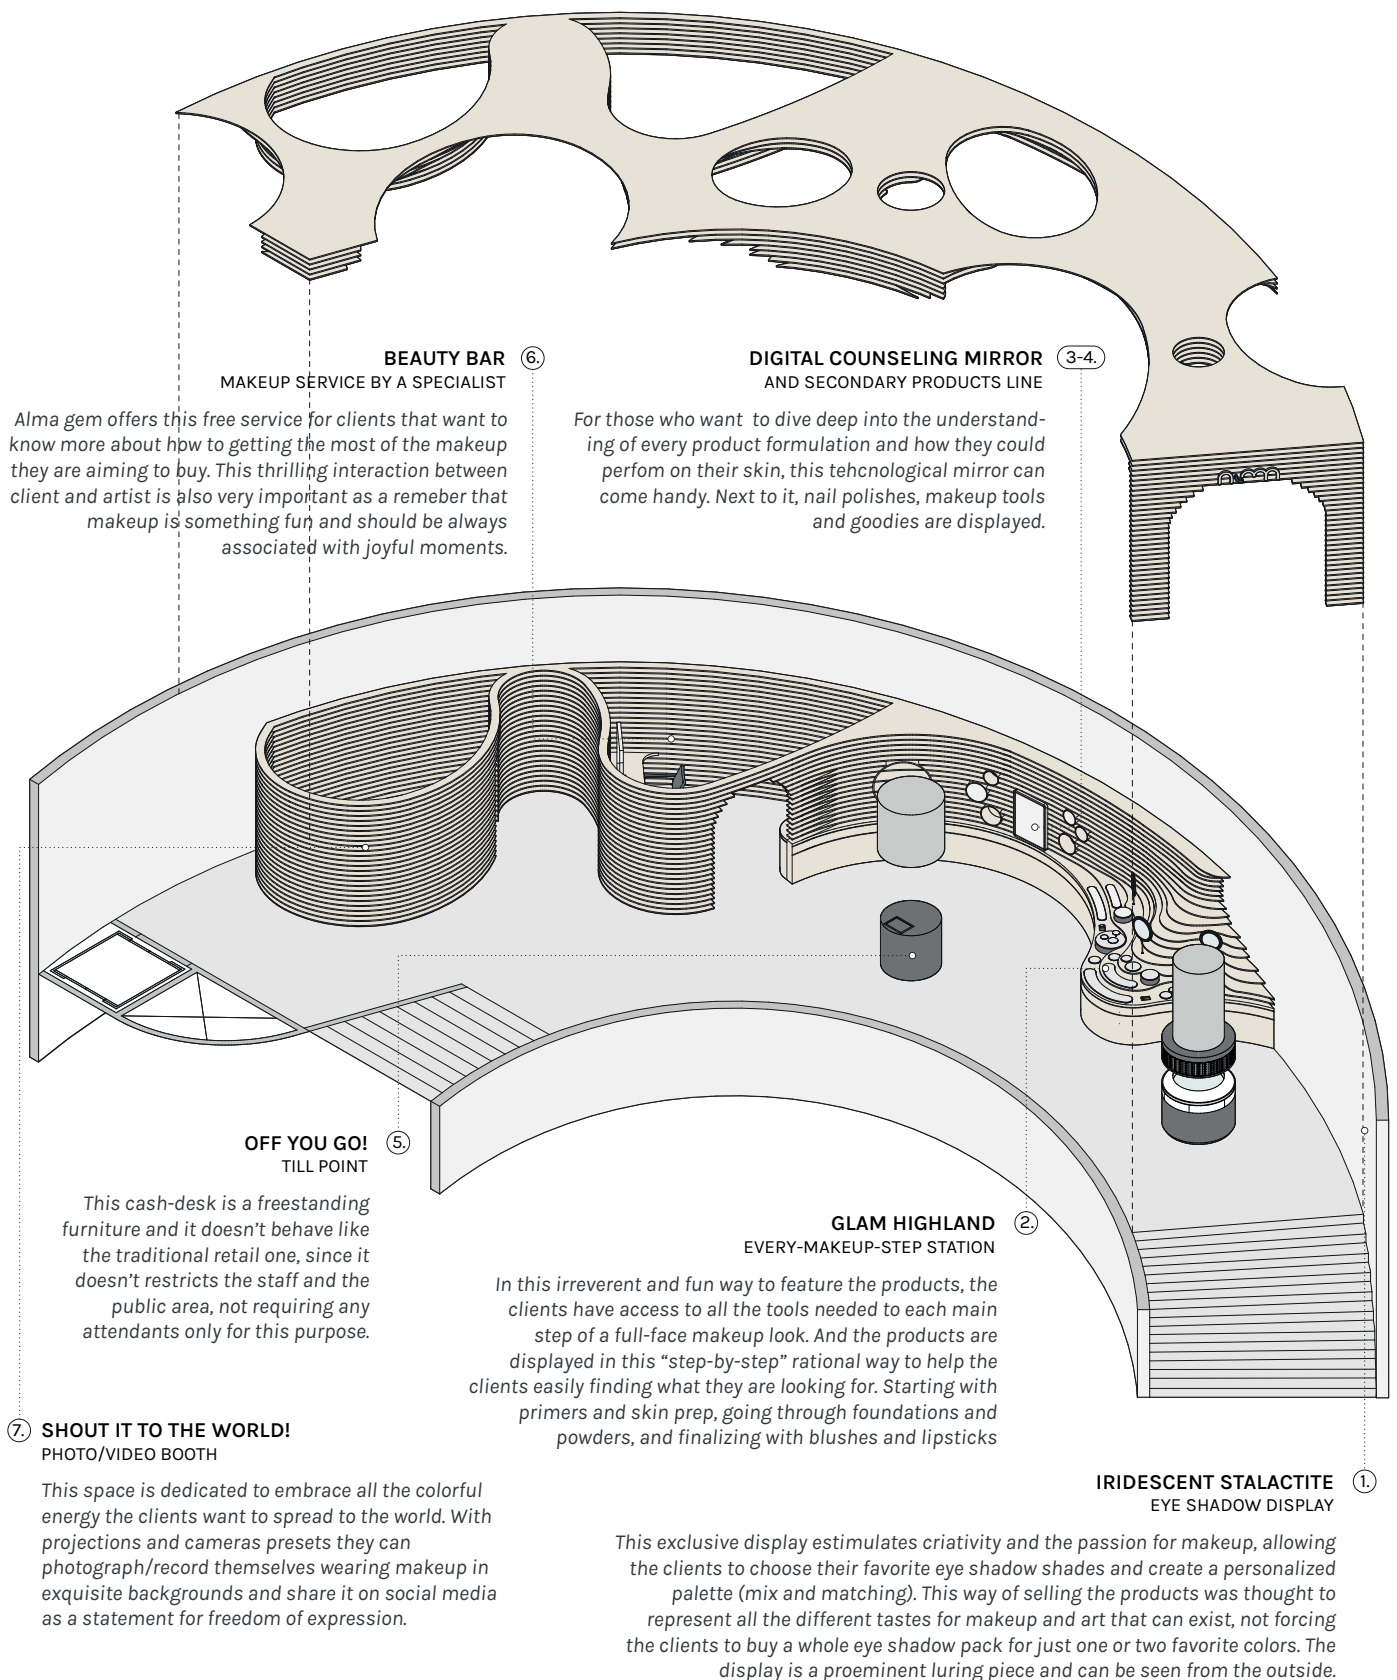 BEAUTY BAR 6.
MAKEUP SERVICE BY A SPECIALIST
Alma gem offers this free service for clients that want to
know more about how to getting the most of the makeup
they are aiming to buy. This thrilling interaction between
client and artist is also very important as a remeber that
makeup is something fun and should be always
associated with joyful moments.
DIGITAL COUNSELING MIRROR 3-4.
AND SECONDARY PRODUCTS LINE
For those who want to dive deep into the understand-
ing of every product formulation and how they could
perfom on their skin, this tehcnological mirror can
come handy. Next to it, nail polishes, makeup tools
and goodies are displayed.
OFF YOU GO! 5.
TILL POINT
This cash-desk is a freestanding
furniture and it doesn’t behave like
the traditional retail one, since it
doesn’t restricts the staff and the
public area, not requiring any
attendants only for this purpose.
GLAM HIGHLAND 2.
EVERY-MAKEUP-STEP STATION
In this irreverent and fun way to feature the products, the
clients have access to all the tools needed to each main
step of a full-face makeup look. And the products are
displayed in this “step-by-step” rational way to help the
clients easily finding what they are looking for. Starting with
primers and skin prep, going through foundations and
powders, and finalizing with blushes and lipsticks
7. SHOUT IT TO THE WORLD!
PHOTO/VIDEO BOOTH
This space is dedicated to embrace all the colorful
energy the clients want to spread to the world. With
projections and cameras presets they can
photograph/record themselves wearing makeup in
exquisite backgrounds and share it on social media
as a statement for freedom of expression.
IRIDESCENT STALACTITE 1.
EYE SHADOW DISPLAY
This exclusive display estimulates criativity and the passion for makeup, allowing
the clients to choose their favorite eye shadow shades and create a personalized
palette (mix and matching). This way of selling the products was thought to
represent all the different tastes for makeup and art that can exist, not forcing
the clients to buy a whole eye shadow pack for just one or two favorite colors. The
display is a proeminent luring piece and can be seen from the outside.